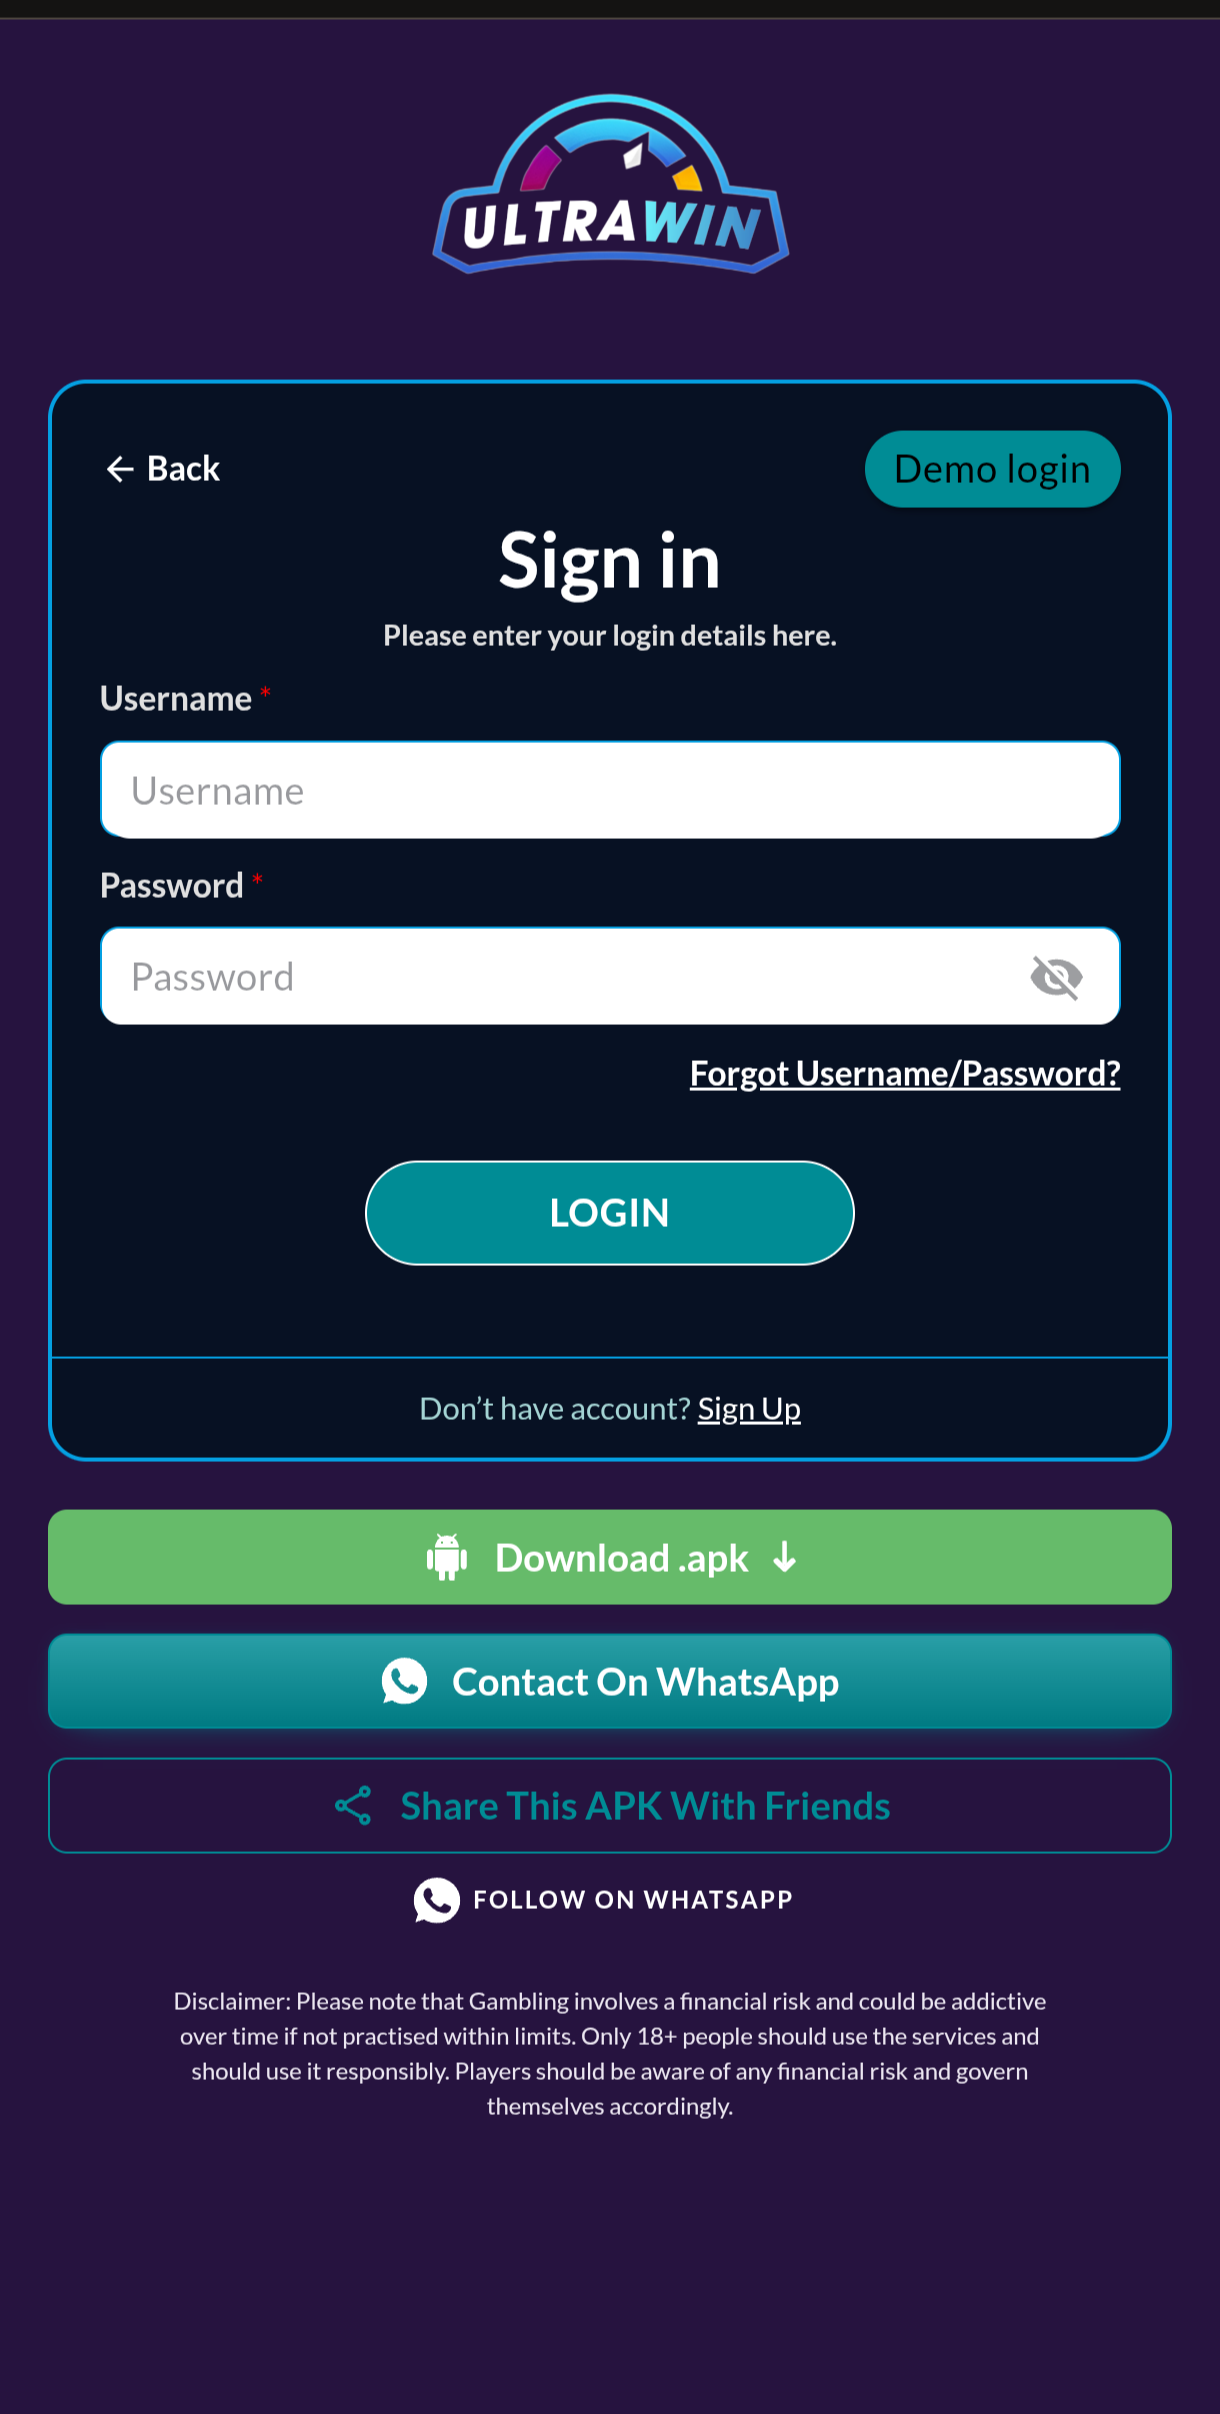 ULTRAWIN
Back
Demo login
Sign in
Please enter your login details here.
Username *
Username
Password *
Password
Forgot Username/Password?
LOGIN
Don’t have account? Sign Up
Download .apk
Contact On WhatsApp
Share This APK With Friends
FOLLOW ON WHATSAPP
Disclaimer: Please note that Gambling involves a financial risk and could be addictive
over time if not practised within limits. Only 18+ people should use the services and
should use it responsibly. Players should be aware of any financial risk and govern
themselves accordingly.